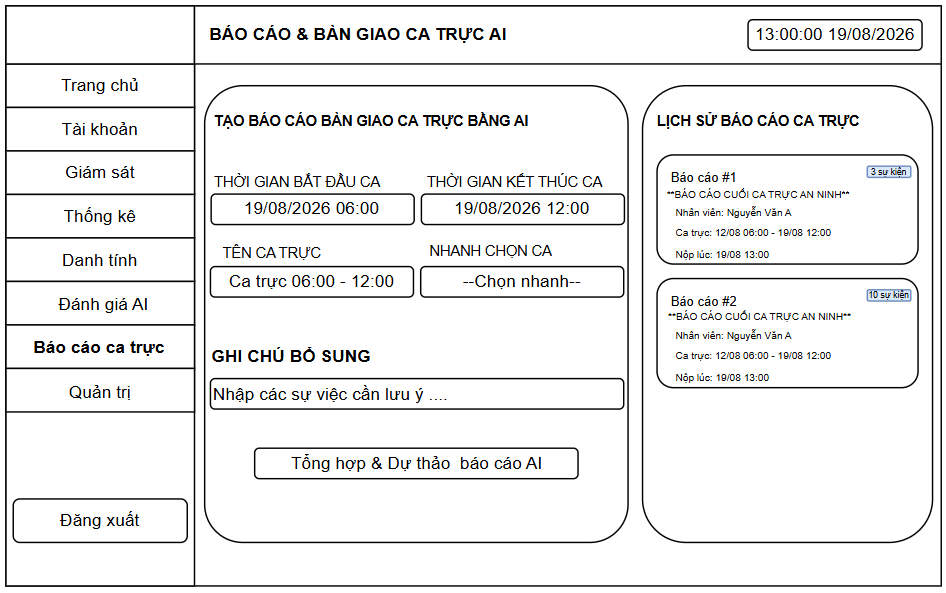 BÁO CÁO & BÀN GIAO CA TRỰC AI
13:00:00 19/08/2026
Trang chủ
Tài khoản
Giám sát
Thống kê
Danh tính
Đánh giá AI
Báo cáo ca trực
Quản trị
Đăng xuất
TẠO BÁO CÁO BÀN GIAO CA TRỰC BẰNG AI
THỜI GIAN BẮT ĐẦU CA
THỜI GIAN KẾT THÚC CA
19/08/2026 06:00
19/08/2026 12:00
TÊN CA TRỰC
NHANH CHỌN CA
Ca trực 06:00 - 12:00
--Chọn nhanh--
GHI CHÚ BỔ SUNG
Nhập các sự việc cần lưu ý ....
Tổng hợp & Dự thảo báo cáo AI
LỊCH SỬ BÁO CÁO CA TRỰC
Báo cáo #1
3 sự kiện
**BÁO CÁO CUỐI CA TRỰC AN NINH**
Nhân viên: Nguyễn Văn A
Ca trực: 12/08 06:00 - 19/08 12:00
Nộp lúc: 19/08 13:00
Báo cáo #2
10 sự kiện
**BÁO CÁO CUỐI CA TRỰC AN NINH**
Nhân viên: Nguyễn Văn A
Ca trực: 12/08 06:00 - 19/08 12:00
Nộp lúc: 19/08 13:00